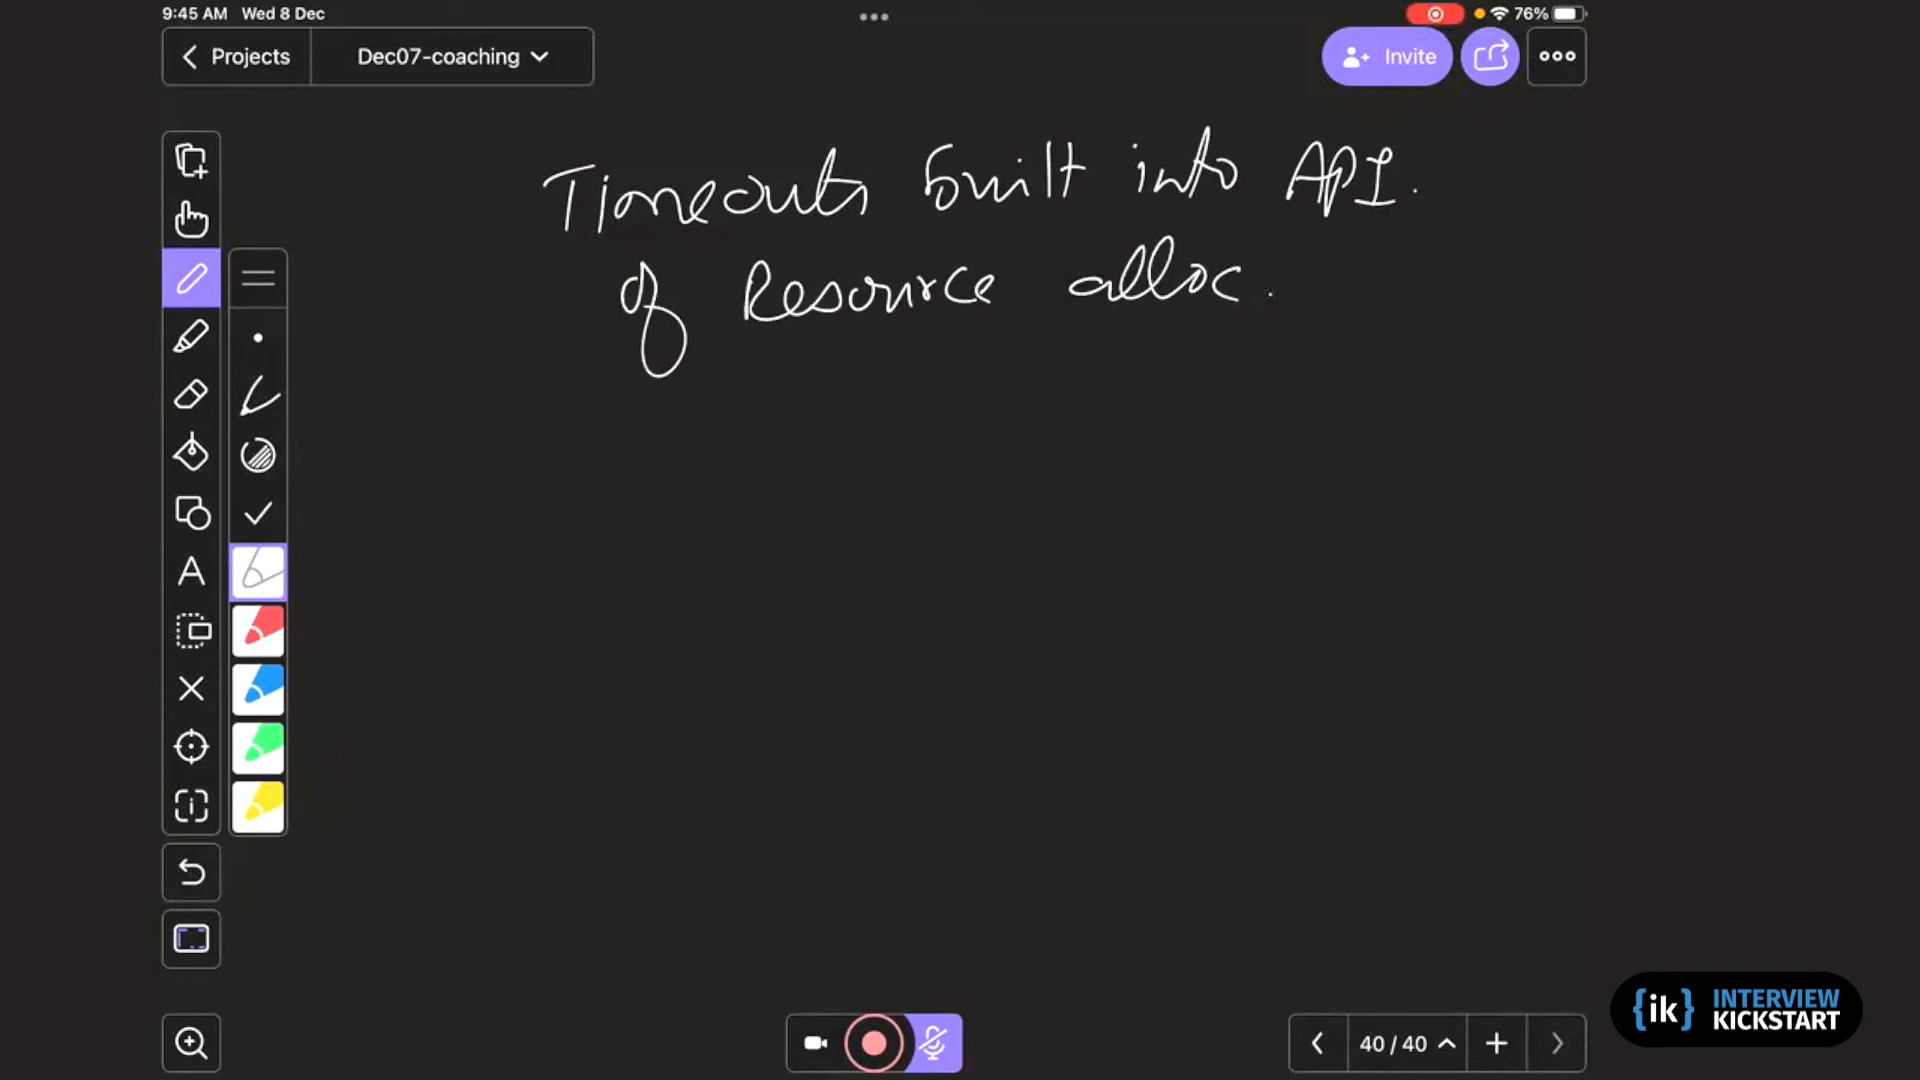 9:45 AM Wed 8 Dec
76%
Projects
Dec07-coaching
Invite
Timeouts built into API.
of Resource alloc.
A
40 / 40
{ik} INTERVIEW
KICKSTART